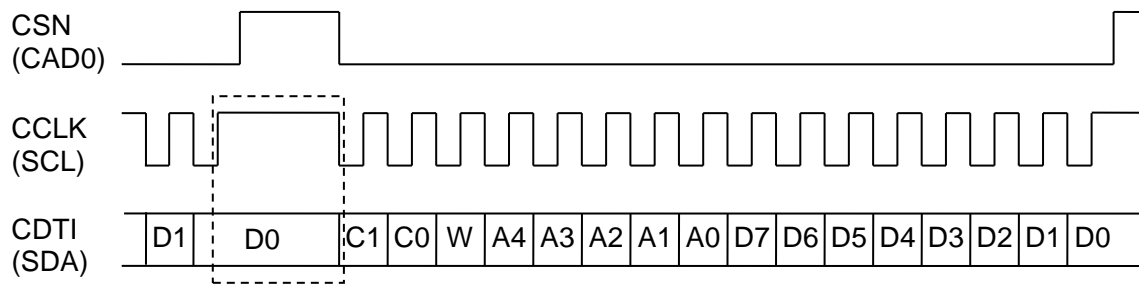 CSN
(CAD0)
CCLK
(SCL)
CDTI
(SDA)
D1 D0 C1 C0 W A4 A3 A2 A1 A0 D7 D6 D5 D4 D3 D2 D1 D0